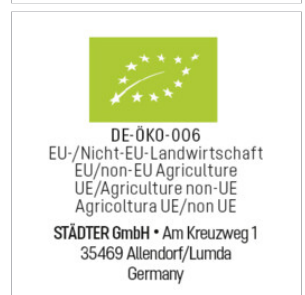 DE-ÖKO-006
EU-/Nicht-EU-Landwirtschaft
EU/non-EU Agriculture
UE/Agriculture non-UE
Agricoltura UE/non UE
STÄDTER GmbH • Am Kreuzweg 1
35469 Allendorf/Lumda
Germany